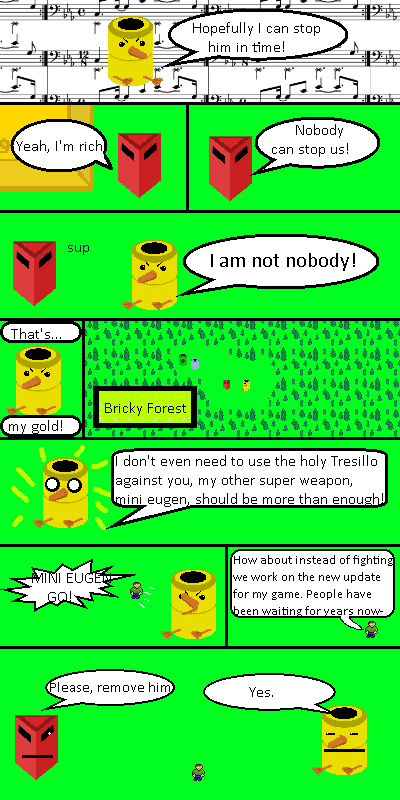 Hopefully I can stop
him in time!
Yeah, I'm rich
Nobody
can stop us!
sup
I am not nobody!
That's...
my gold!
Bricky Forest
I don't even need to use the holy Tresillo
against you, my other super weapon,
mini eugen, should be more than enough!
MINI EUGEN
GO!
How about instead of fighting
we work on the new update
for my game. People have
been waiting for years now-
Please, remove him
Yes.